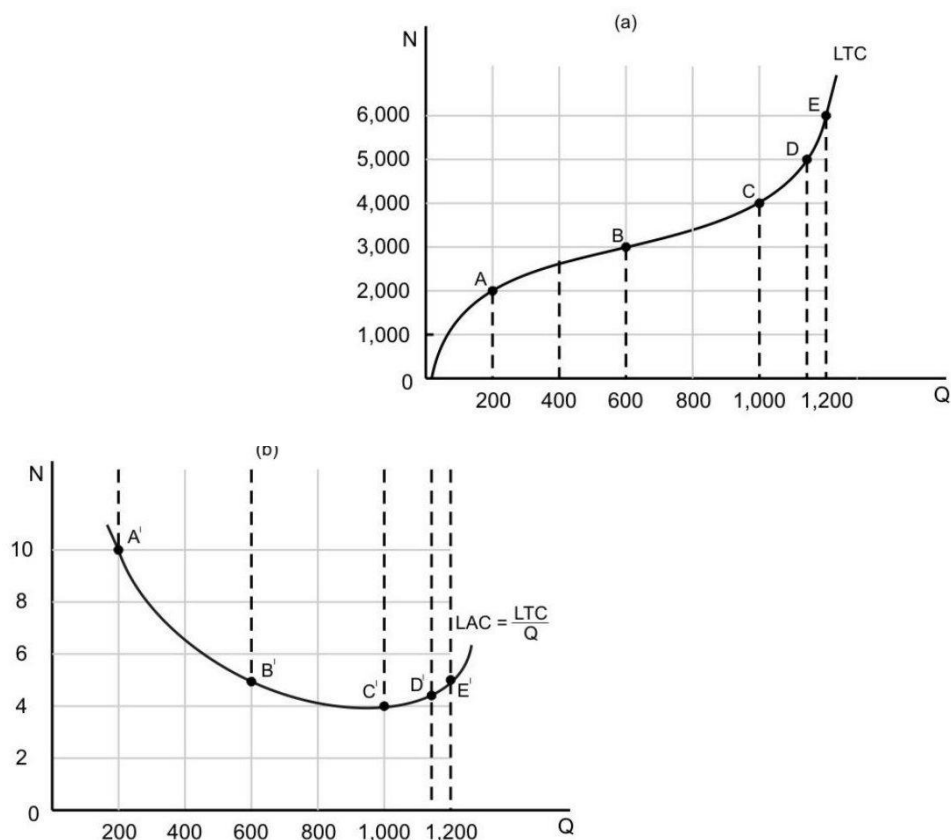 (a)
N
LTC
E
6,000
D
5,000
C
4,000
B
3,000
A
2,000
1,000
0
200 400 600 800 1,000 1,200 Q
(b)
N
A'
10
8
LAC = LTC/Q
6
B'
C' D' E'
4
2
0
200 400 600 800 1,000 1,200 Q